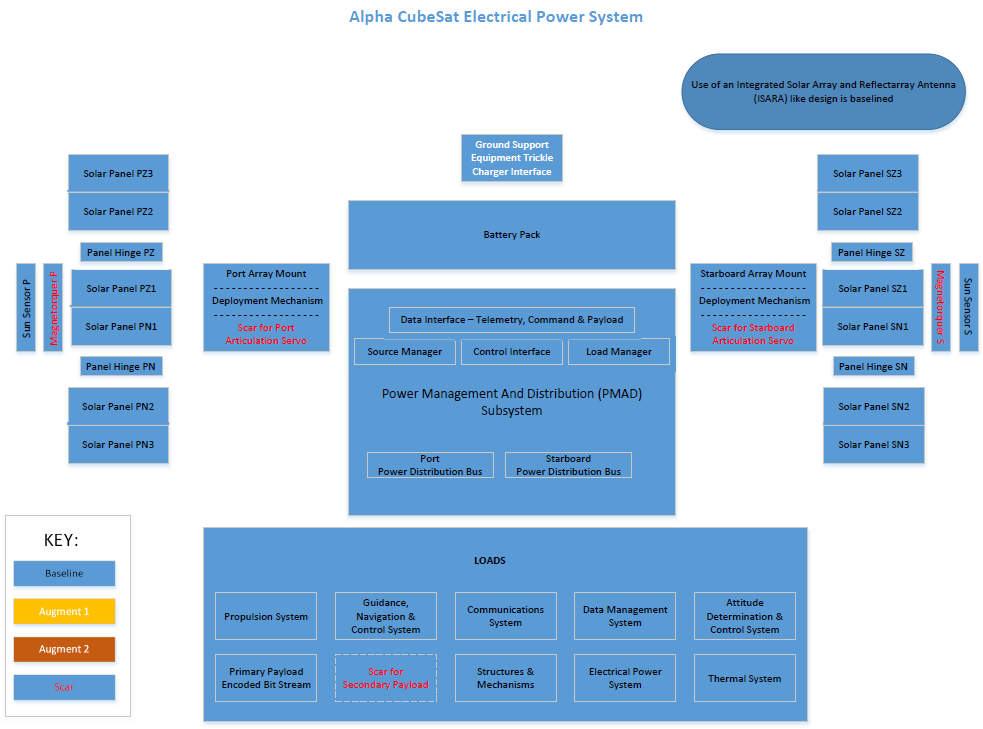 Alpha CubeSat Electrical Power System
Use of an Integrated Solar Array and Reflectarray Antenna
(ISARA) like design is baselined
Ground Support
Equipment Trickle
Charger Interface
Solar Panel PZ3
Solar Panel PZ2
Panel Hinge PZ
Sun Sensor P
Magnetorquer P
Solar Panel PZ1
Solar Panel PN1
Panel Hinge PN
Solar Panel PN2
Solar Panel PN3
Port Array Mount
Deployment Mechanism
Scar for Port
Articulation Servo
Battery Pack
Data Interface – Telemetry, Command & Payload
Source Manager
Control Interface
Load Manager
Power Management And Distribution (PMAD)
Subsystem
Port
Power Distribution Bus
Starboard
Power Distribution Bus
Starboard Array Mount
Deployment Mechanism
Scar for Starboard
Articulation Servo
Solar Panel SZ3
Solar Panel SZ2
Panel Hinge SZ
Solar Panel SZ1
Solar Panel SN1
Magnetorquer S
Sun Sensor S
Panel Hinge SN
Solar Panel SN2
Solar Panel SN3
KEY:
Baseline
Augment 1
Augment 2
Scar
LOADS
Propulsion System
Guidance,
Navigation &
Control System
Communications
System
Data Management
System
Attitude
Determination &
Control System
Primary Payload
Encoded Bit Stream
Scar for
Secondary Payload
Structures &
Mechanisms
Electrical Power
System
Thermal System